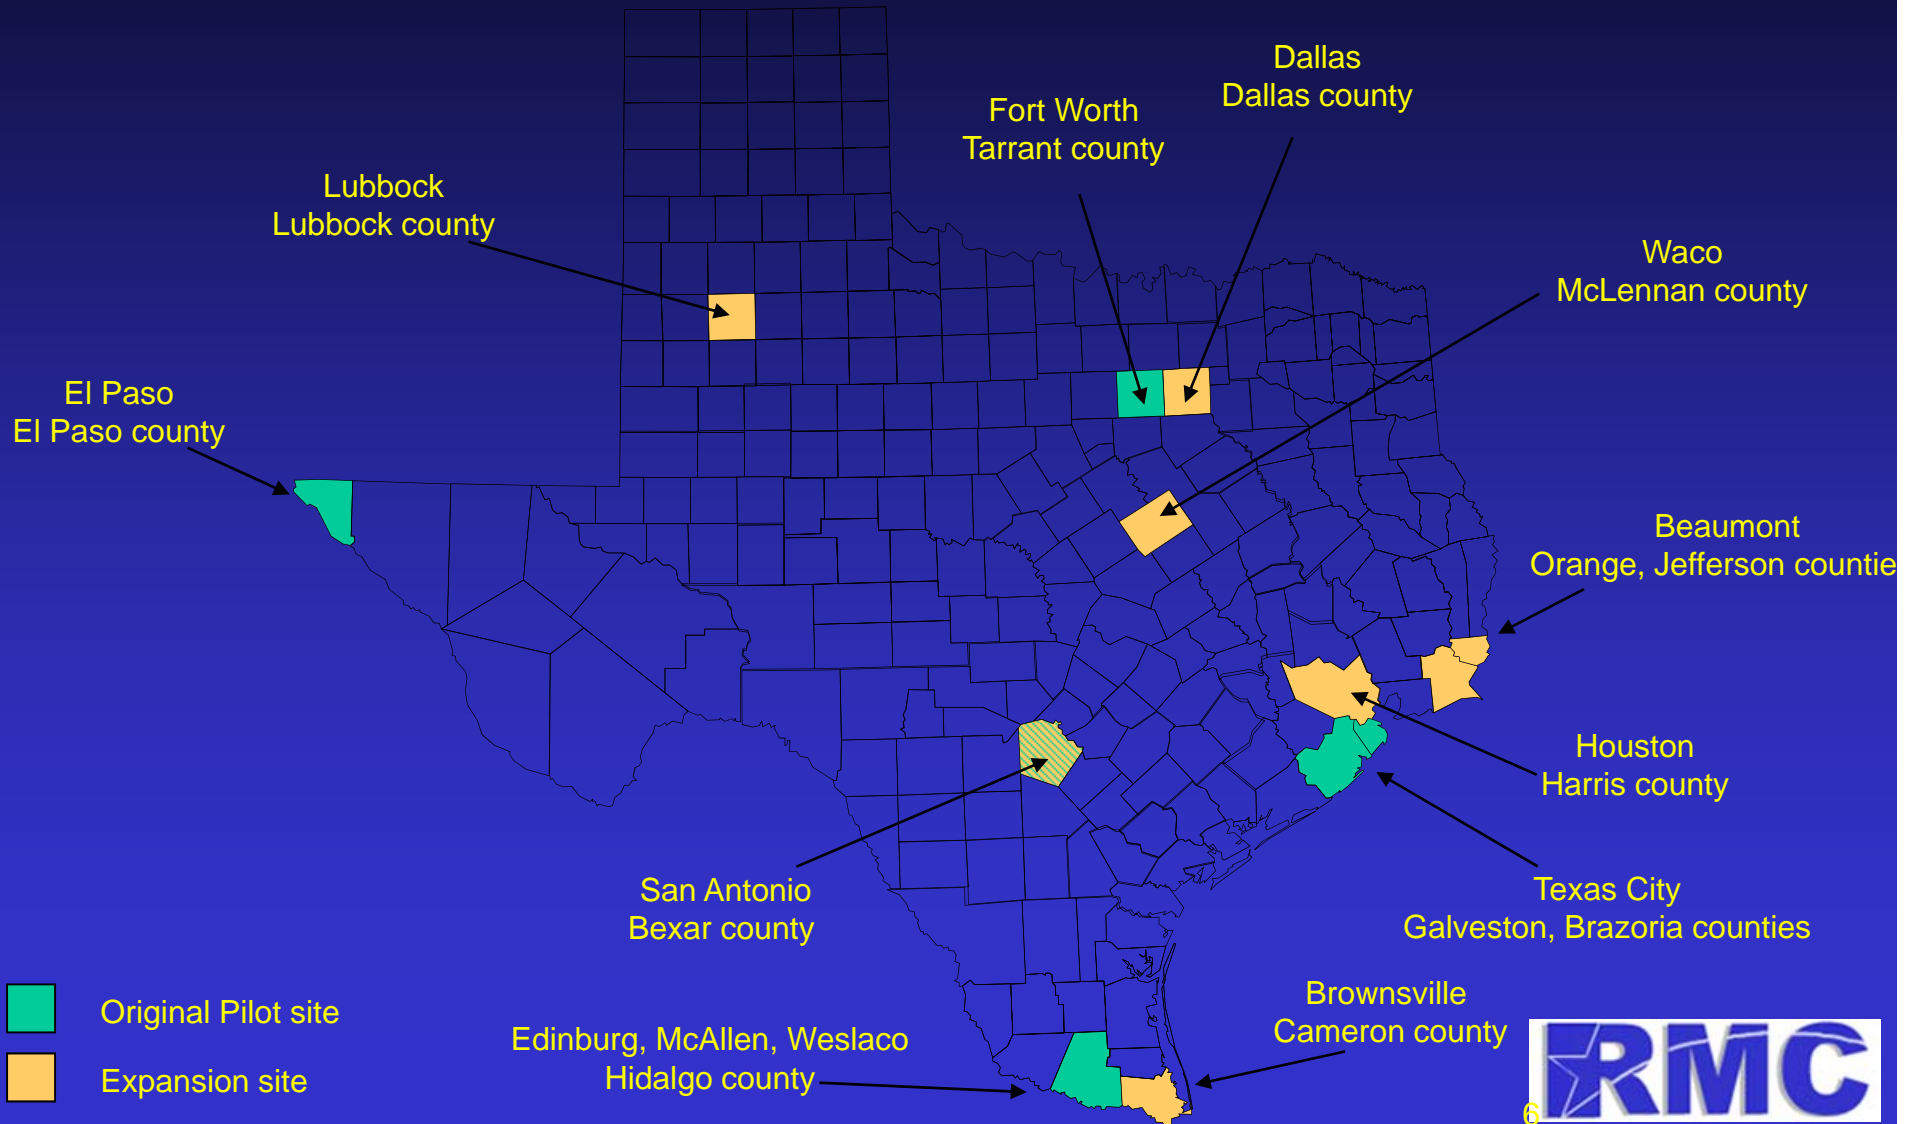 Dallas
Dallas county
Fort Worth
Tarrant county
Lubbock
Lubbock county
Waco
McLennan county
El Paso
El Paso county
Beaumont
Orange, Jefferson countie
Houston
Harris county
San Antonio
Bexar county
Texas City
Galveston, Brazoria counties
Brownsville
Cameron county
Edinburg, McAllen, Weslaco
Hidalgo county
Original Pilot site
Expansion site
6
RMC